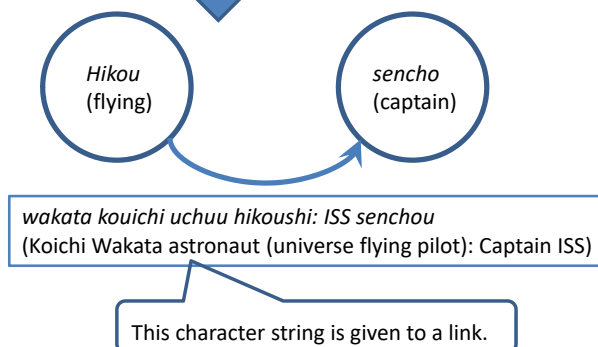 Hikou
(flying)
sencho
(captain)
wakata kouichi uchuu hikoushi: ISS senchou
(Koichi Wakata astronaut (universe flying pilot): Captain ISS)
This character string is given to a link.